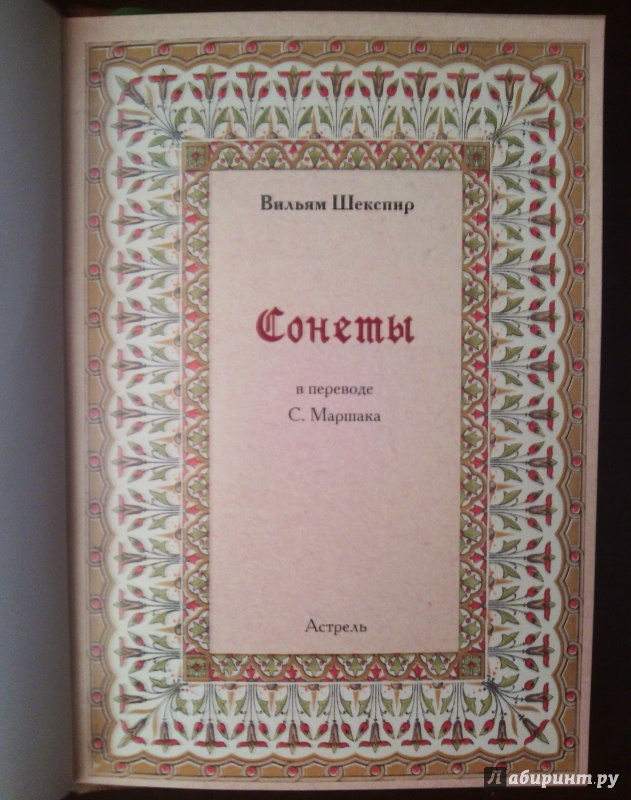 Вильям Шекспир
Сонеты
в переводе
С. Маршака
Астрель
Лабиринт.ру